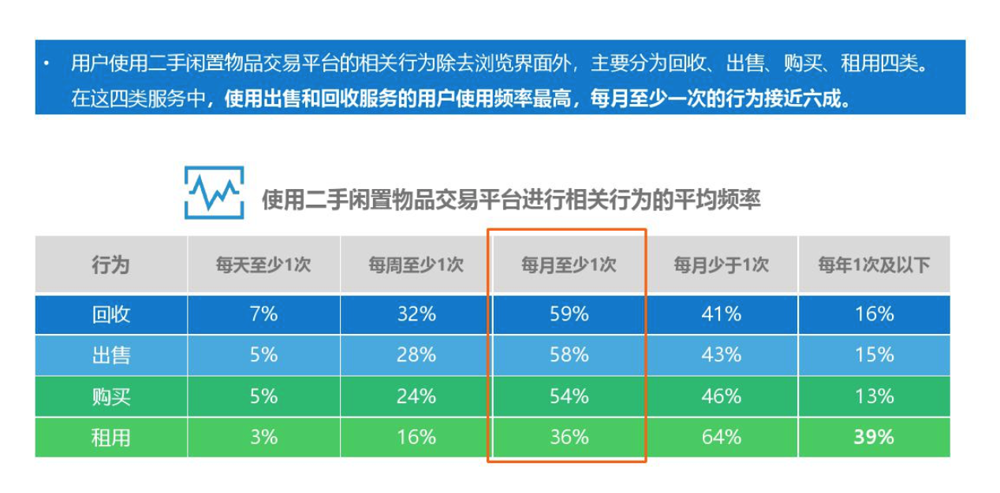 • 用户使用二手闲置物品交易平台的相关行为除去浏览界面外，主要分为回收、出售、购买、租用四类。
在这四类服务中，使用出售和回收服务的用户使用频率最高，每月至少一次的行为接近六成。
使用二手闲置物品交易平台进行相关行为的平均频率
行为 每天至少1次 每周至少1次 每月至少1次 每月少于1次 每年1次及以下
回收 7% 32% 59% 41% 16%
出售 5% 28% 58% 43% 15%
购买 5% 24% 54% 46% 13%
租用 3% 16% 36% 64% 39%